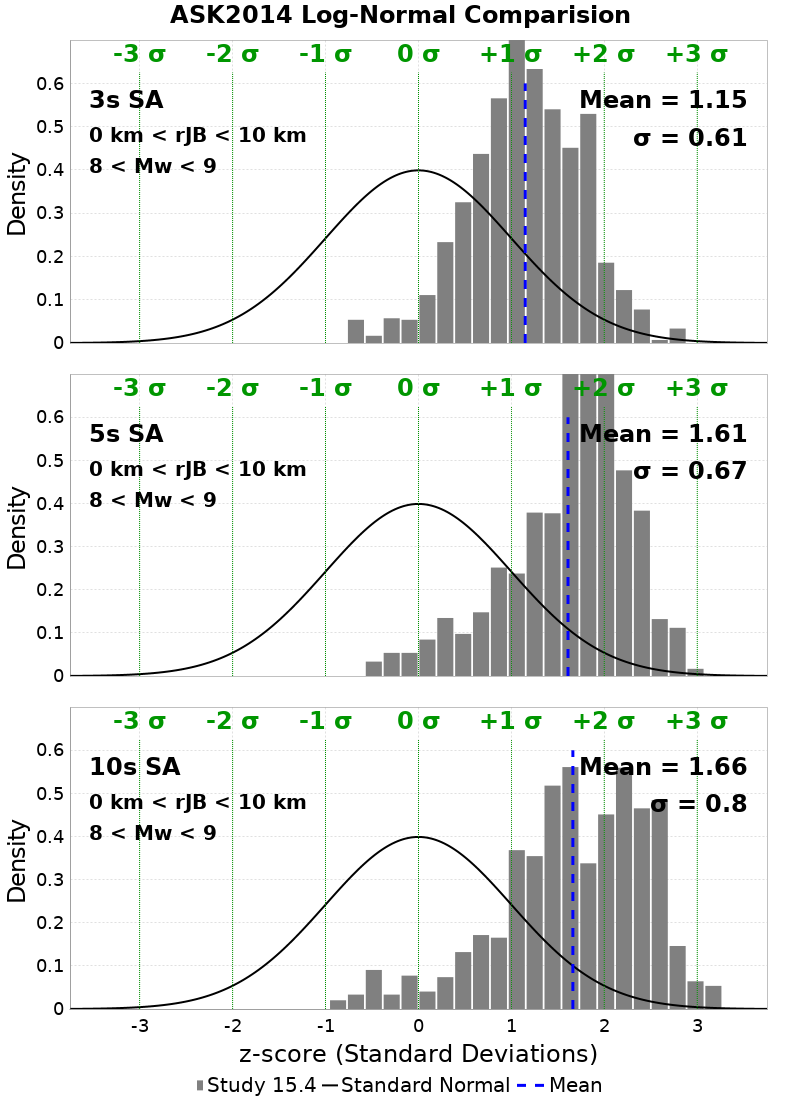 ASK2014 Log-Normal Comparision
-3 σ -2 σ -1 σ 0 σ +1 σ +2 σ +3 σ
3s SA
Mean = 1.15
0 km < rJB < 10 km
σ = 0.61
8 < Mw < 9
Density
0.6
0.5
0.4
0.3
0.2
0.1
0
-3 σ -2 σ -1 σ 0 σ +1 σ +2 σ +3 σ
5s SA
Mean = 1.61
0 km < rJB < 10 km
σ = 0.67
8 < Mw < 9
Density
0.6
0.5
0.4
0.3
0.2
0.1
0
-3 σ -2 σ -1 σ 0 σ +1 σ +2 σ +3 σ
10s SA
Mean = 1.66
0 km < rJB < 10 km
σ = 0.8
8 < Mw < 9
Density
0.6
0.5
0.4
0.3
0.2
0.1
0
-3 -2 -1 0 1 2 3
z-score (Standard Deviations)
Study 15.4 Standard Normal Mean